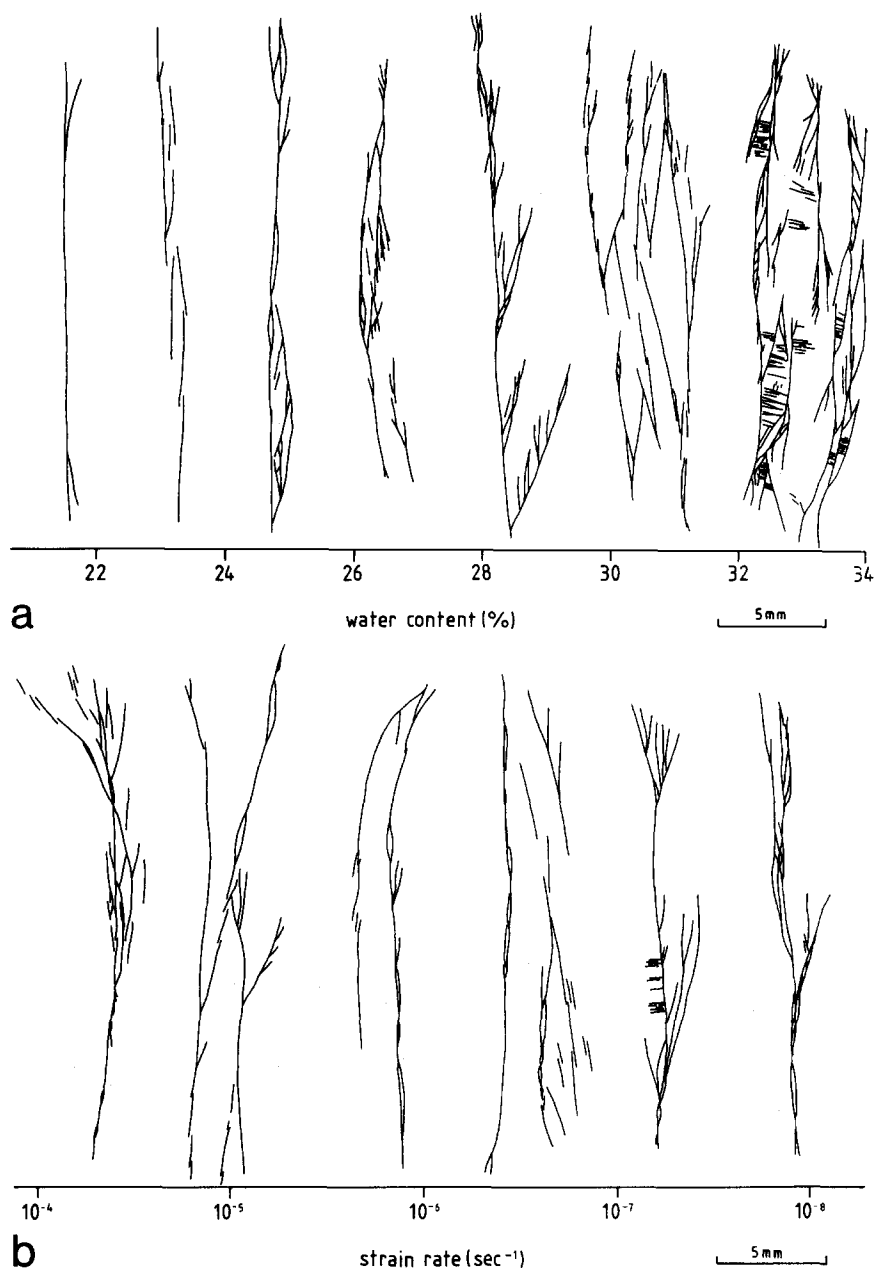 22 24 26 28 30 32 34
a water content (%) 5mm
10⁻⁴ 10⁻⁵ 10⁻⁶ 10⁻⁷ 10⁻⁸
b strain rate (sec⁻¹) 5mm